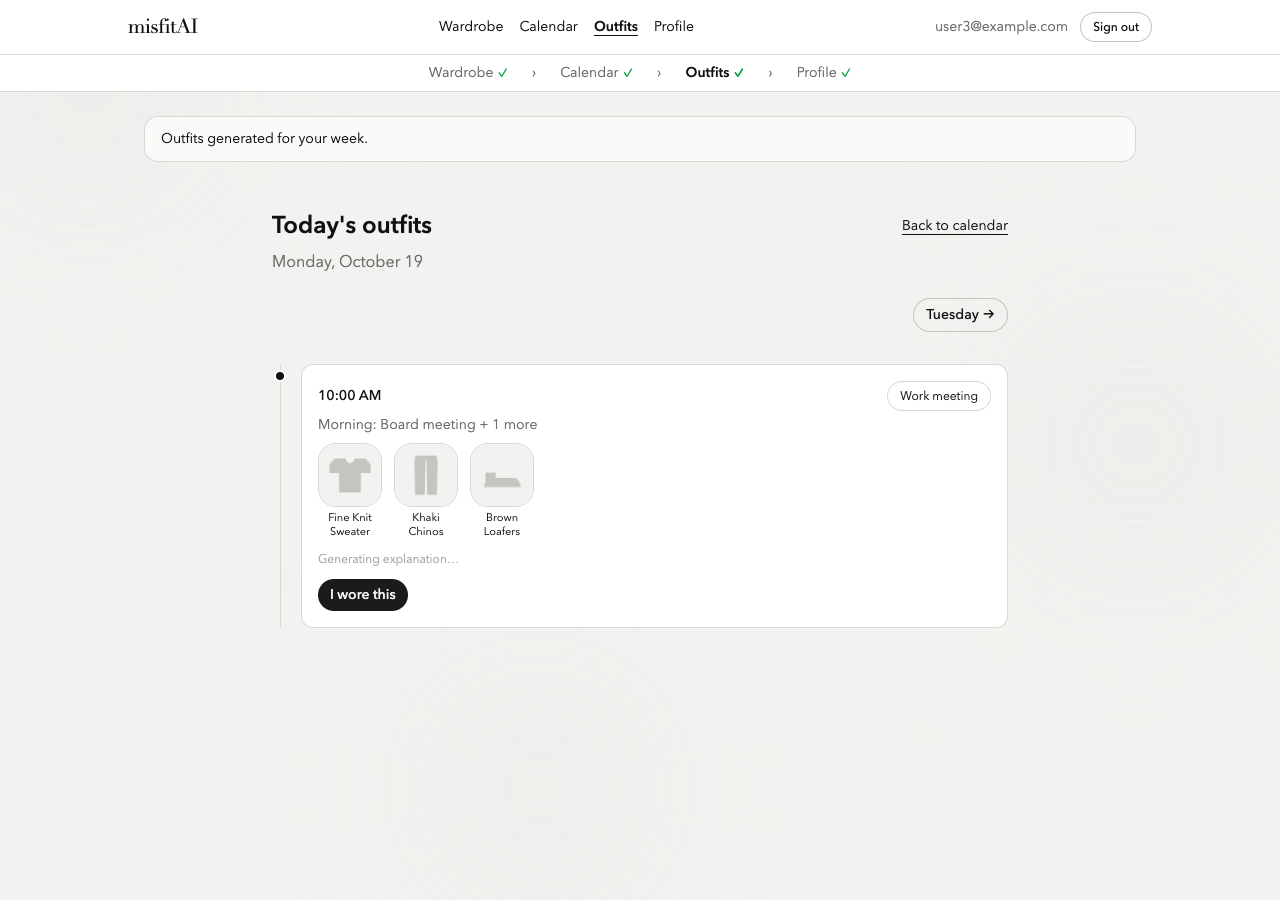 misfitAI
Wardrobe Calendar Outfits Profile
user3@example.com Sign out
Wardrobe ✓ › Calendar ✓ › Outfits ✓ › Profile ✓
Outfits generated for your week.
Today's outfits
Back to calendar
Monday, October 19
Tuesday →
10:00 AM
Work meeting
Morning: Board meeting + 1 more
Fine Knit Sweater
Khaki Chinos
Brown Loafers
Generating explanation…
I wore this